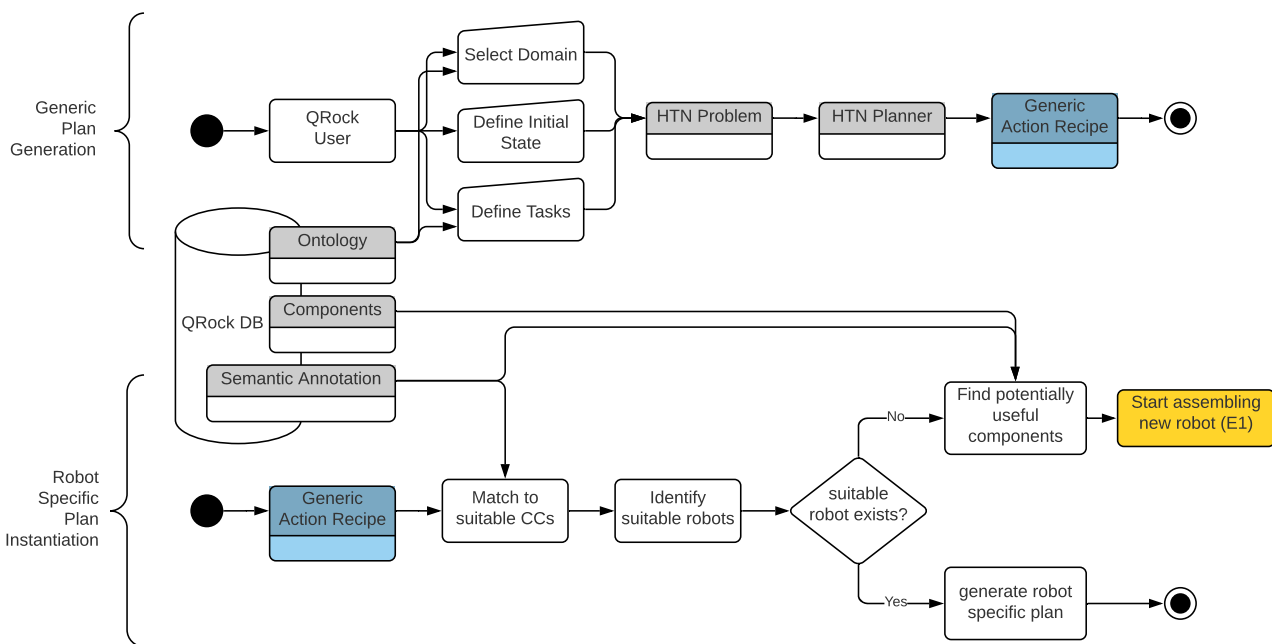 Generic
Plan
Generation
QRock
User
Select Domain
Define Initial
State
Define Tasks
HTN Problem
HTN Planner
Generic
Action Recipe
Ontology
Components
QRock DB
Semantic Annotation
Robot
Specific
Plan
Instantiation
Generic
Action Recipe
Match to
suitable CCs
Identify
suitable robots
suitable
robot exists?
No
Find potentially
useful
components
Start assembling
new robot (E1)
Yes
generate robot
specific plan